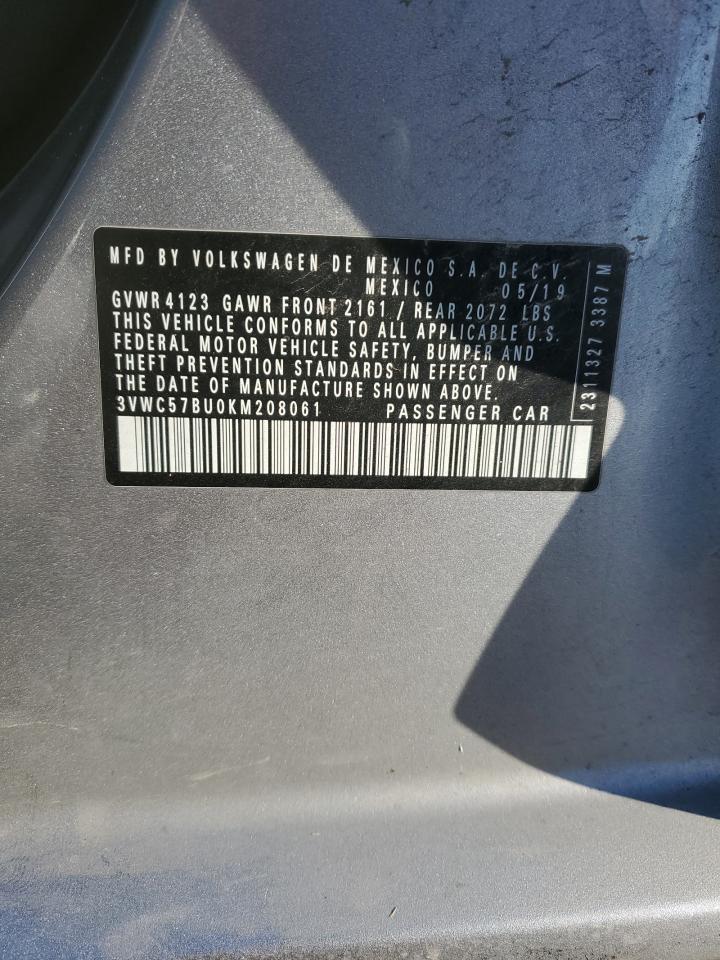 MFD BY VOLKSWAGEN DE MEXICO S.A. DE C.V.
MEXICO 05/19
GVWR 4123 GAWR FRONT 2161 / REAR 2072 LBS
THIS VEHICLE CONFORMS TO ALL APPLICABLE U.S.
FEDERAL MOTOR VEHICLE SAFETY, BUMPER AND
THEFT PREVENTION STANDARDS IN EFFECT ON
THE DATE OF MANUFACTURE SHOWN ABOVE.
3VWC57BU0KM208061 PASSENGER CAR
2311327 3387 M